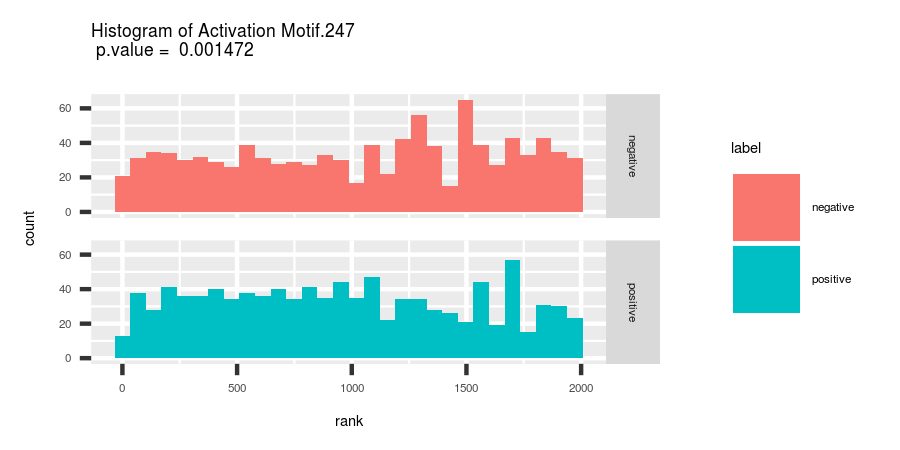 Histogram of Activation Motif.247
p.value =  0.001472
count
60
40
20
0
negative
60
40
20
0
positive
0 500 1000 1500 2000
rank
label
negative
positive